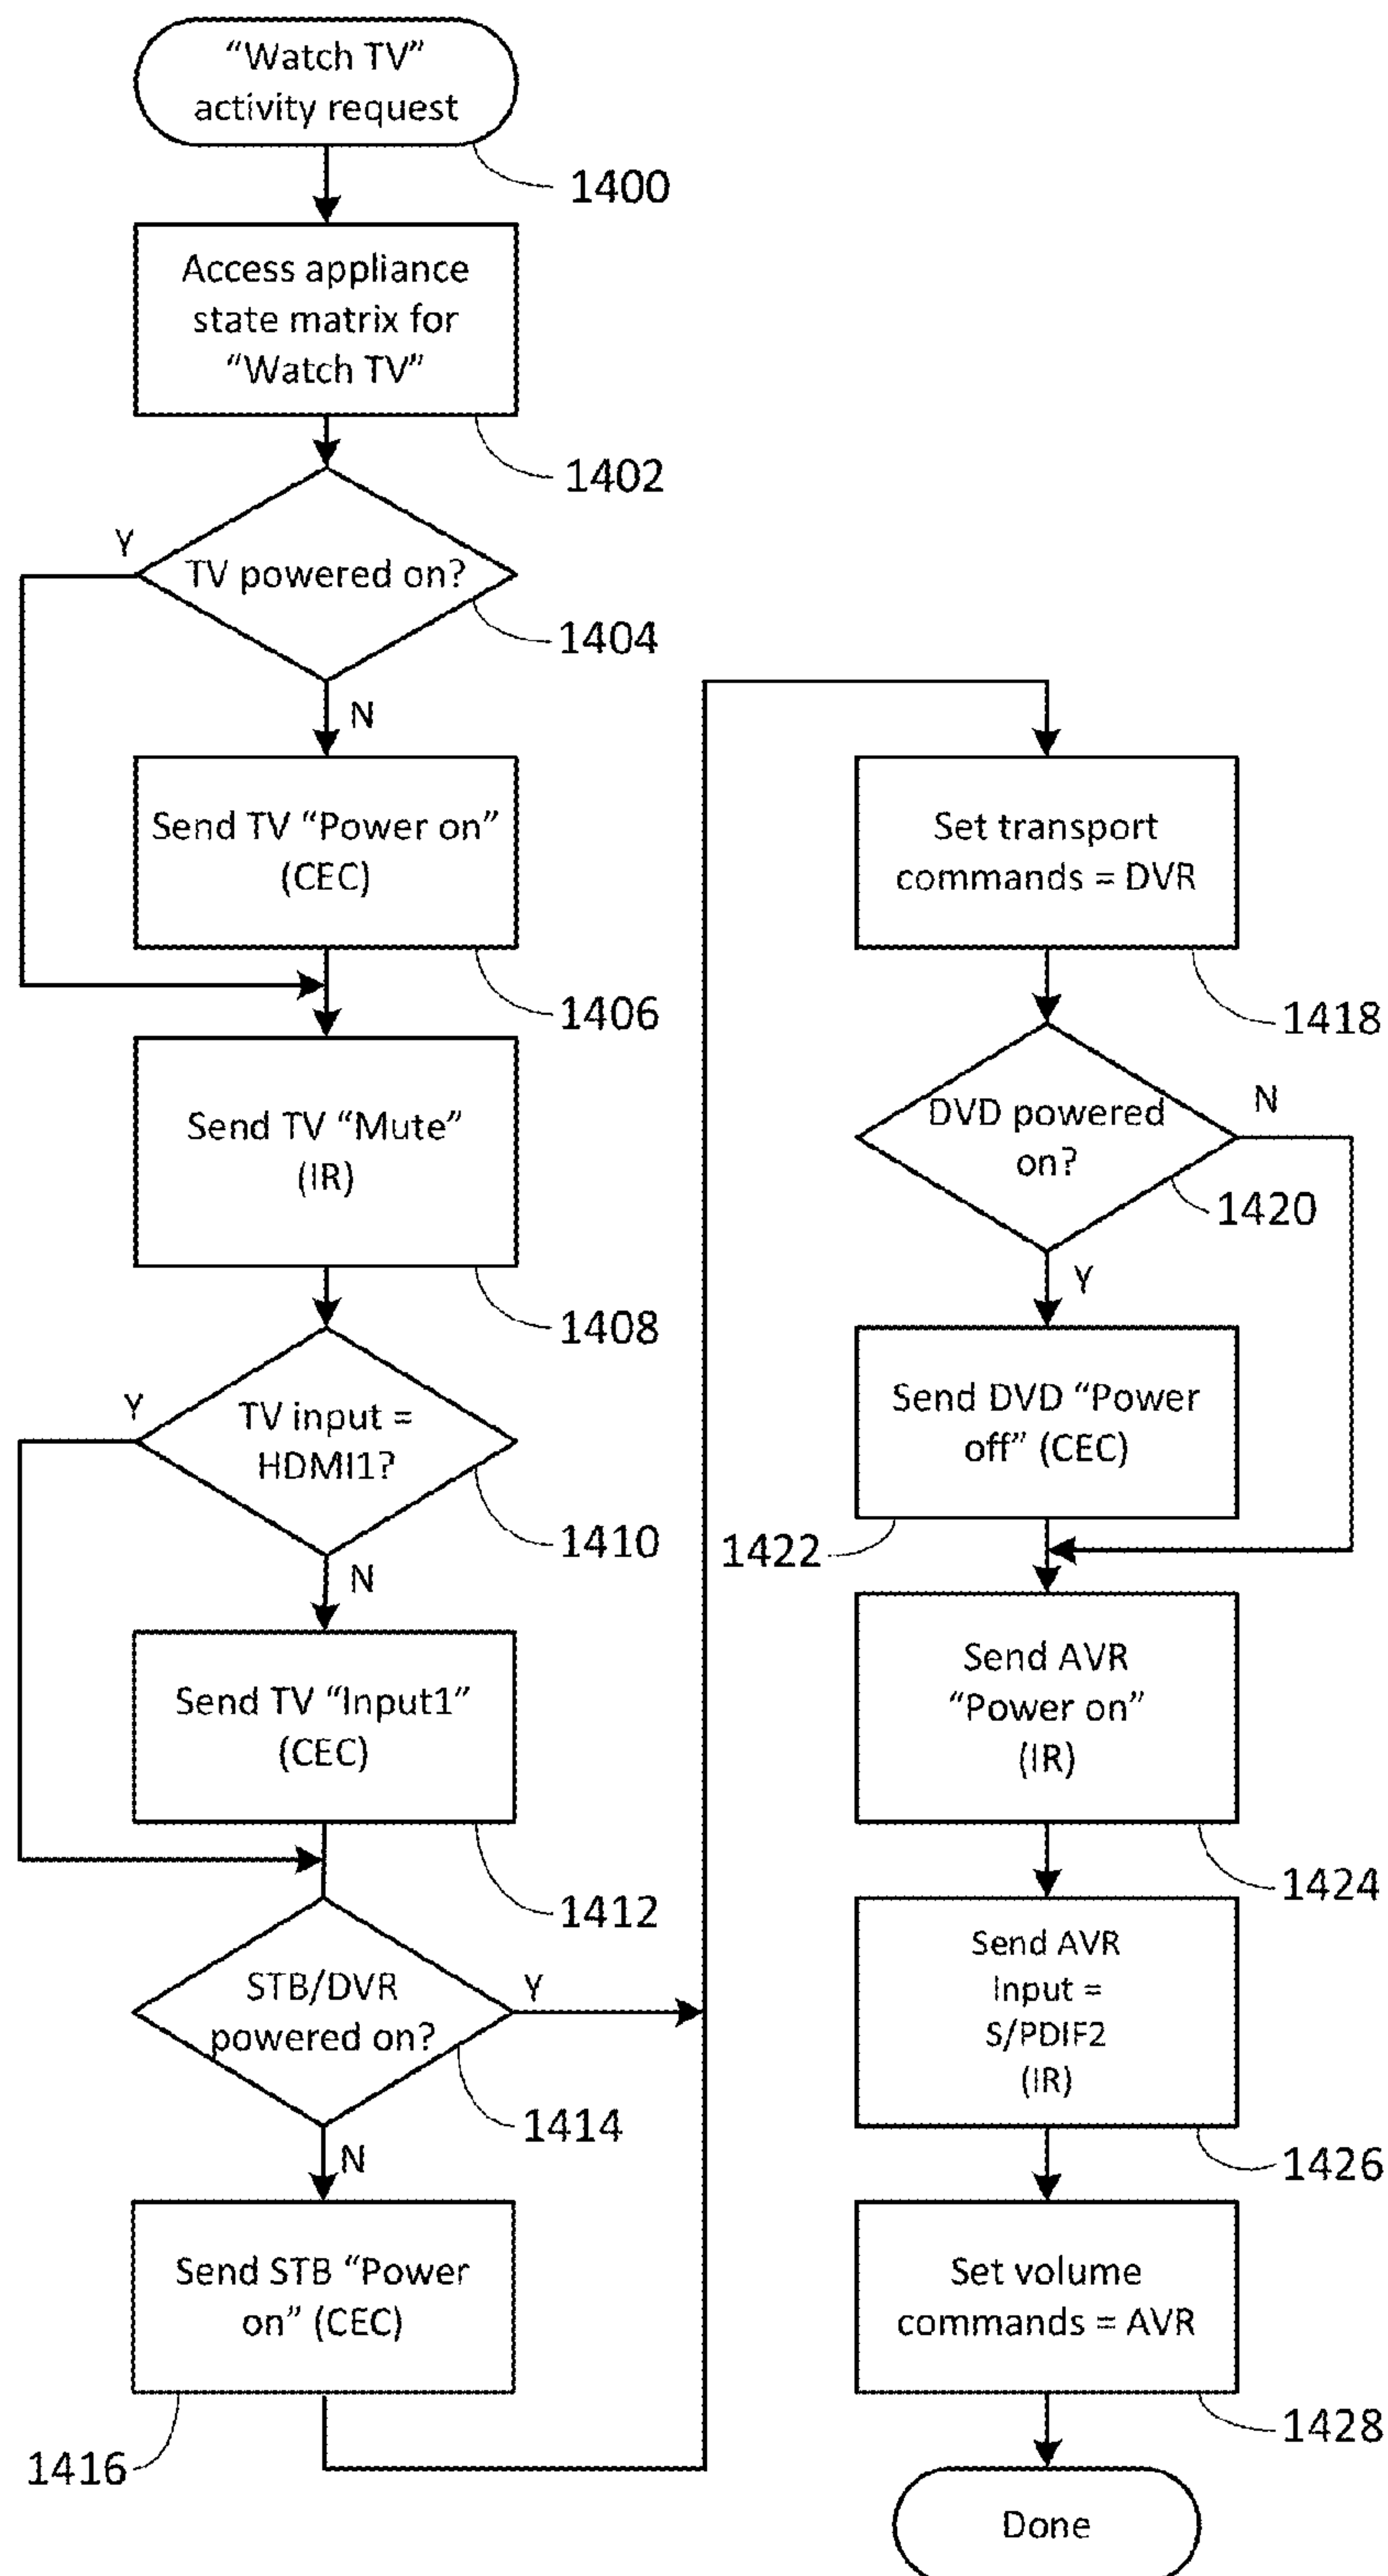 “Watch TV”
activity request
1400
Access appliance
state matrix for
“Watch TV”
1402
Y
TV powered on?
1404
N
Send TV “Power on”
(CEC)
1406
Send TV “Mute”
(IR)
1408
Y
TV input =
HDMI1?
1410
N
Send TV “Input1”
(CEC)
1412
STB/DVR
powered on?
Y
1414
N
Send STB “Power
on” (CEC)
1416
Set transport
commands = DVR
1418
DVD powered
on?
N
1420
Y
Send DVD “Power
off” (CEC)
1422
Send AVR
“Power on”
(IR)
1424
Send AVR
Input =
S/PDIF2
(IR)
1426
Set volume
commands = AVR
1428
Done